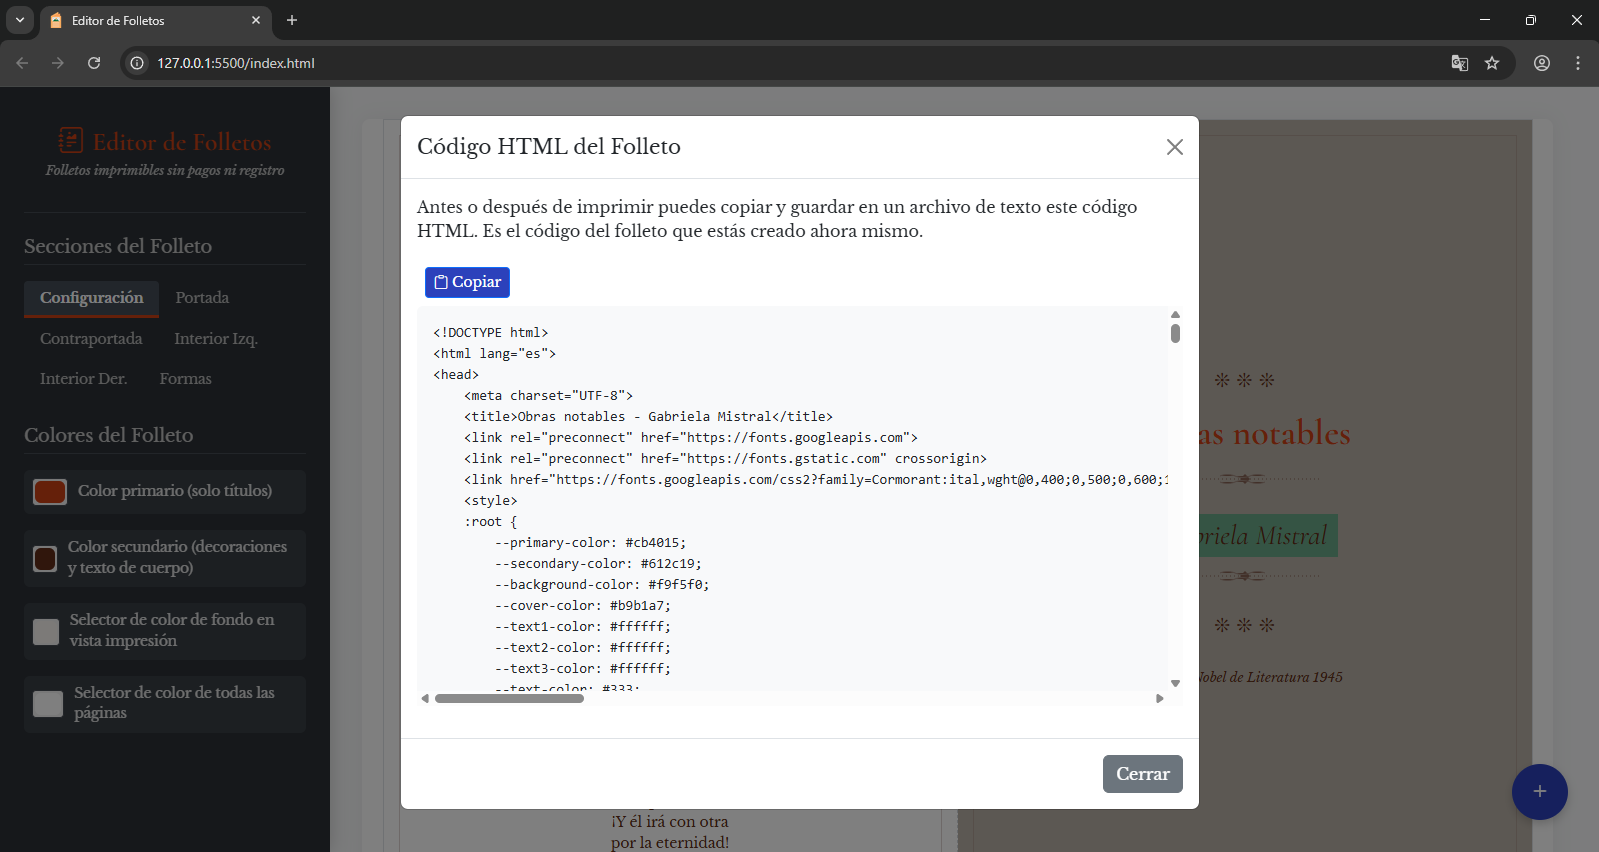 Editor de Folletos
127.0.0.1:5500/index.html
Editor de Folletos
Folletos imprimibles sin pagos ni registro
Secciones del Folleto
Configuración
Portada
Contraportada
Interior Izq.
Interior Der.
Formas
Colores del Folleto
Color primario (solo títulos)
Color secundario (decoraciones
y texto de cuerpo)
Selector de color de fondo en
vista impresión
Selector de color de todas las
páginas
Código HTML del Folleto
Antes o después de imprimir puedes copiar y guardar en un archivo de texto este código
HTML. Es el código del folleto que estás creado ahora mismo.
Copiar
<!DOCTYPE html>
<html lang="es">
<head>
<meta charset="UTF-8">
<title>Obras notables - Gabriela Mistral</title>
<link rel="preconnect" href="https://fonts.googleapis.com">
<link rel="preconnect" href="https://fonts.gstatic.com" crossorigin>
<link href="https://fonts.googleapis.com/css2?family=Cormorant:ital,wght@0,400;0,500;0,600;1
<style>
:root {
--primary-color: #cb4015;
--secondary-color: #612c19;
--background-color: #f9f5f0;
--cover-color: #b9b1a7;
--text1-color: #ffffff;
--text2-color: #ffffff;
--text3-color: #ffffff;
--text-color: #333;
Cerrar
as notables
briela Mistral
Nobel de Literatura 1945
¡Y él irá con otra
por la eternidad!